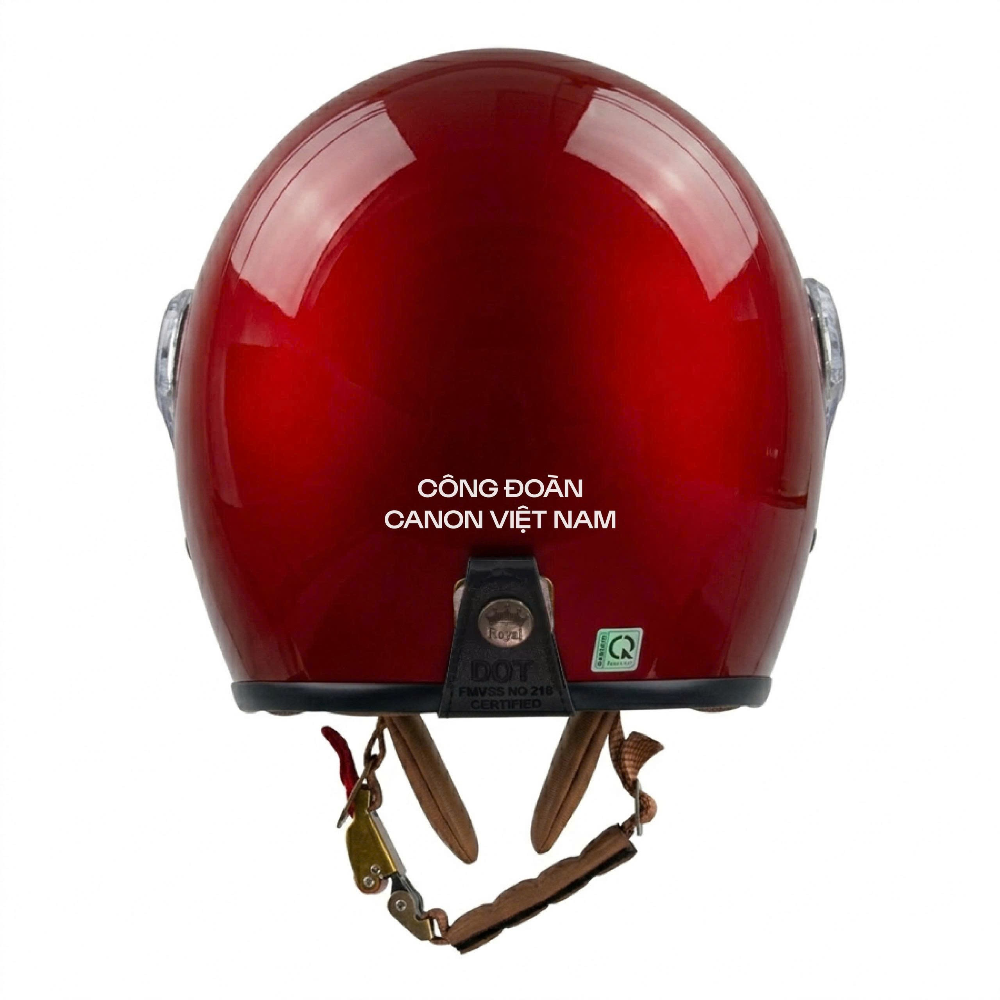 CÔNG ĐOÀN
CANON VIỆT NAM
Royal
DOT
FMVSS NO 218
CERTIFIED